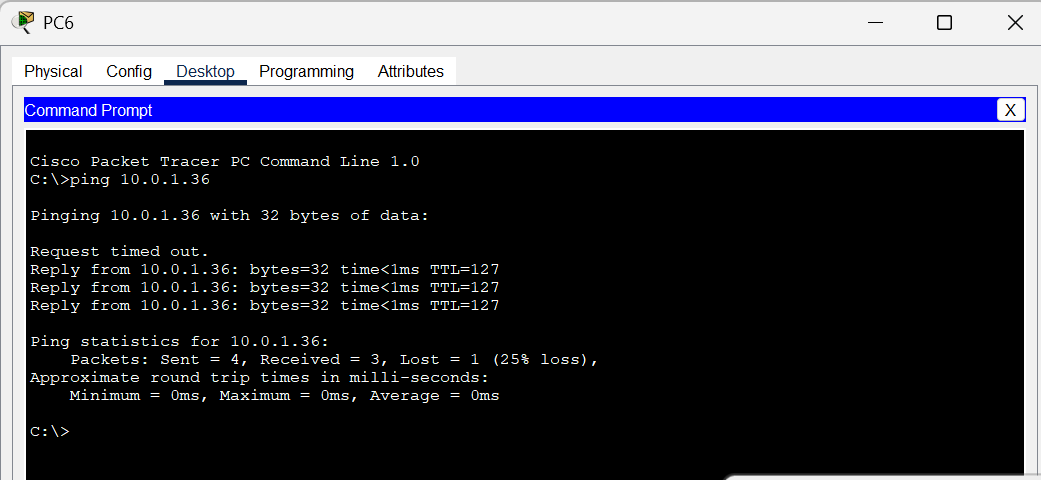 PC6
Physical Config Desktop Programming Attributes
Command Prompt X
Cisco Packet Tracer PC Command Line 1.0
C:\>ping 10.0.1.36
Pinging 10.0.1.36 with 32 bytes of data:
Request timed out.
Reply from 10.0.1.36: bytes=32 time<1ms TTL=127
Reply from 10.0.1.36: bytes=32 time<1ms TTL=127
Reply from 10.0.1.36: bytes=32 time<1ms TTL=127
Ping statistics for 10.0.1.36:
    Packets: Sent = 4, Received = 3, Lost = 1 (25% loss),
Approximate round trip times in milli-seconds:
    Minimum = 0ms, Maximum = 0ms, Average = 0ms
C:\>